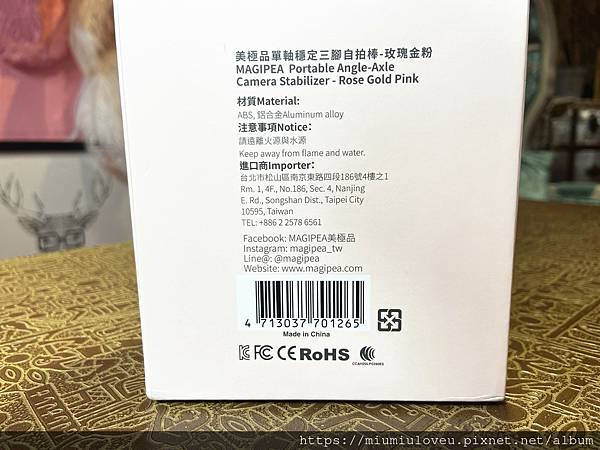 美極品單軸穩定三腳自拍棒-玫瑰金粉
MAGIPEA Portable Angle-Axle
Camera Stabilizer - Rose Gold Pink
材質Material:
ABS, 鋁合金Aluminum alloy
注意事項Notice:
請遠離火源與水源
Keep away from flame and water.
進口商Importer:
台北市松山區南京東路四段186號4樓之1
Rm. 1, 4F., No.186, Sec. 4, Nanjing
E. Rd., Songshan Dist., Taipei City
10595, Taiwan
TEL: +886 2 2578 6561
Facebook: MAGIPEA美極品
Instagram: magipea_tw
Line@: @magipea
Website: www.magipea.com
4 713037 701265
Made in China
FC CE RoHS
https://miumiuloveu.pixnet.net/album